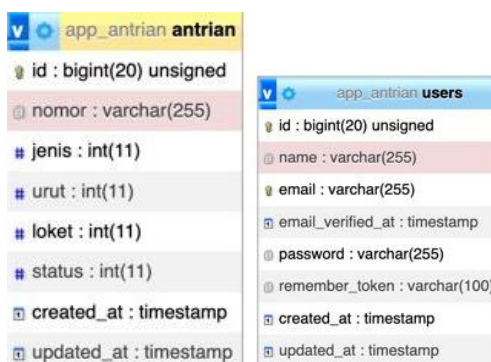 v app_antrian antrian
id : bigint(20) unsigned
nomor : varchar(255)
# jenis : int(11)
# urut : int(11)
# loket : int(11)
# status : int(11)
created_at : timestamp
updated_at : timestamp
v app_antrian users
id : bigint(20) unsigned
name : varchar(255)
email : varchar(255)
email_verified_at : timestamp
password : varchar(255)
remember_token : varchar(100)
created_at : timestamp
updated_at : timestamp